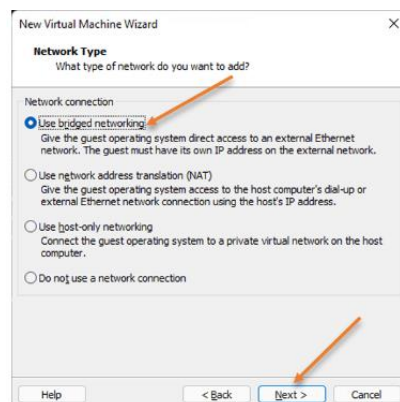 New Virtual Machine Wizard
Network Type
What type of network do you want to add?
Network connection
Use bridged networking
Give the guest operating system direct access to an external Ethernet
network. The guest must have its own IP address on the external network.
Use network address translation (NAT)
Give the guest operating system access to the host computer's dial-up or
external Ethernet network connection using the host's IP address.
Use host-only networking
Connect the guest operating system to a private virtual network on the host
computer.
Do not use a network connection
Help
< Back
Next >
Cancel